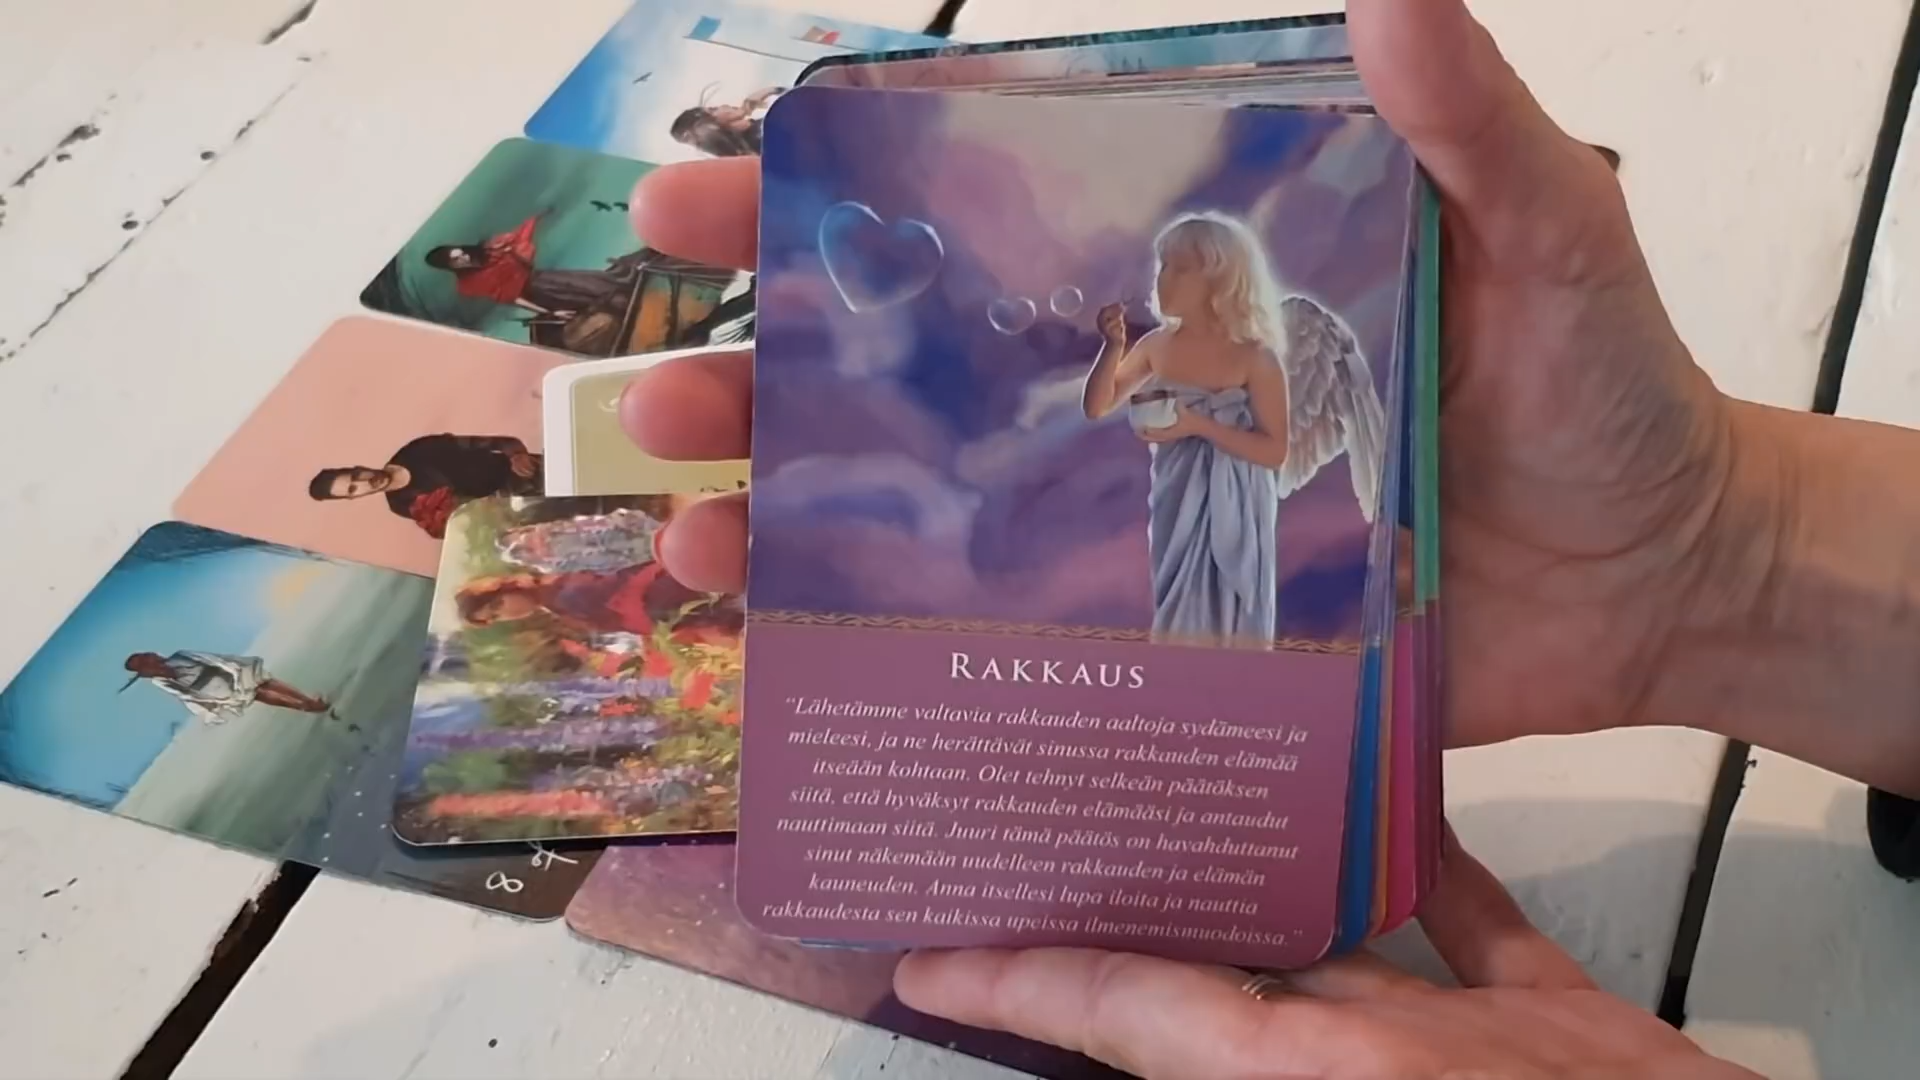 RAKKAUS
“Lähetämme valtavia rakkauden aaltoja sydämeesi ja
mieleesi, ja ne herättävät sinussa rakkauden elämää
itseään kohtaan. Olet tehnyt selkeän päätöksen
siitä, että hyväksyt rakkauden elämääsi ja antaudut
nauttimaan siitä. Juuri tämä päätös on havahduttanut
sinut näkemään uudelleen rakkauden ja elämän
kauneuden. Anna itsellesi lupa iloita ja nauttia
rakkaudesta sen kaikissa upeissa ilmenemismuodoissa.”
8